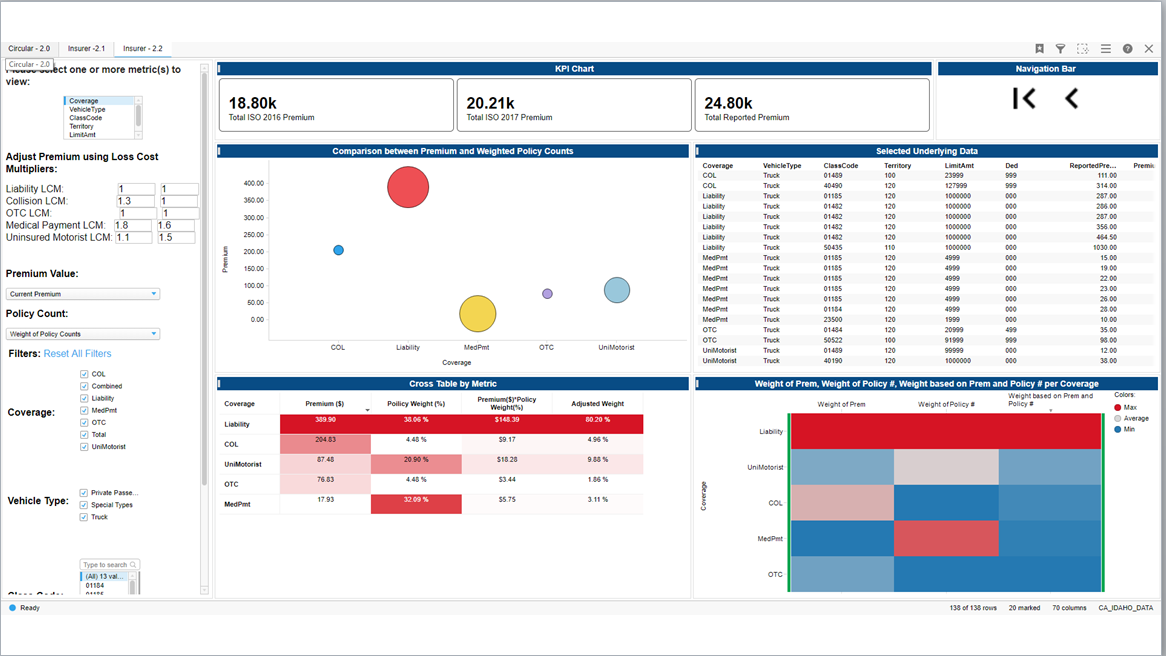 Circular - 2.0
Insurer -2.1
Insurer - 2.2
Circular - 2.0
Please select one or more metric(s) to
view:
Coverage
VehicleType
ClassCode
Territory
LimitAmt
Adjust Premium using Loss Cost
Multipliers:
Liability LCM: 1 1
Collision LCM: 1.3 1
OTC LCM: 1 1
Medical Payment LCM: 1.8 1.6
Uninsured Motorist LCM: 1.1 1.5
Premium Value:
Current Premium
Policy Count:
Weight of Policy Counts
Filters: Reset All Filters
Coverage:
COL
Combined
Liability
MedPmt
OTC
Total
UniMotorist
Vehicle Type:
Private Passe...
Special Types
Truck
Type to search
(All) 13 val...
01184
01185
Class Code:
KPI Chart
18.80k
Total ISO 2016 Premium
20.21k
Total ISO 2017 Premium
24.80k
Total Reported Premium
Navigation Bar
Comparison between Premium and Weighted Policy Counts
Premium
400.00
350.00
300.00
250.00
200.00
150.00
100.00
50.00
0.00
COL Liability MedPmt OTC UniMotorist
Coverage
Selected Underlying Data
Coverage VehicleType ClassCode Territory LimitAmt Ded ReportedPre... Premiu
COL Truck 01489 100 23999 999 111.00
COL Truck 40490 120 127999 999 314.00
Liability Truck 01185 120 1000000 000 287.00
Liability Truck 01482 120 1000000 000 286.00
Liability Truck 01482 120 1000000 000 287.00
Liability Truck 01482 120 1000000 000 356.00
Liability Truck 01482 120 1000000 000 464.50
Liability Truck 50435 110 1000000 000 1030.00
MedPmt Truck 01185 120 4999 000 15.00
MedPmt Truck 01185 120 4999 000 19.00
MedPmt Truck 01185 120 4999 000 22.00
MedPmt Truck 01185 120 4999 000 23.00
MedPmt Truck 01185 120 4999 000 26.00
MedPmt Truck 01184 120 4999 000 28.00
MedPmt Truck 23500 120 1999 000 10.00
OTC Truck 01484 120 20999 499 35.00
OTC Truck 50522 100 91999 999 98.00
UniMotorist Truck 01489 120 99999 000 12.00
UniMotorist Truck 40190 120 1000000 000 38.00
Cross Table by Metric
Coverage Premium ($) Poilicy Weight (%) Premium($)*Policy Weight(%) Adjusted Weight
Liability 389.90 38.06 % $148.39 80.20 %
COL 204.83 4.48 % $9.17 4.96 %
UniMotorist 87.48 20.90 % $18.28 9.88 %
OTC 76.83 4.48 % $3.44 1.86 %
MedPmt 17.93 32.09 % $5.75 3.11 %
Weight of Prem, Weight of Policy #, Weight based on Prem and Policy # per Coverage
Weight of Prem
Weight of Policy #
Weight based on Prem and
Policy #
Coverage
Liability
UniMotorist
COL
MedPmt
OTC
Colors:
Max
Average
Min
Ready
138 of 138 rows
20 marked
70 columns
CA_IDAHO_DATA